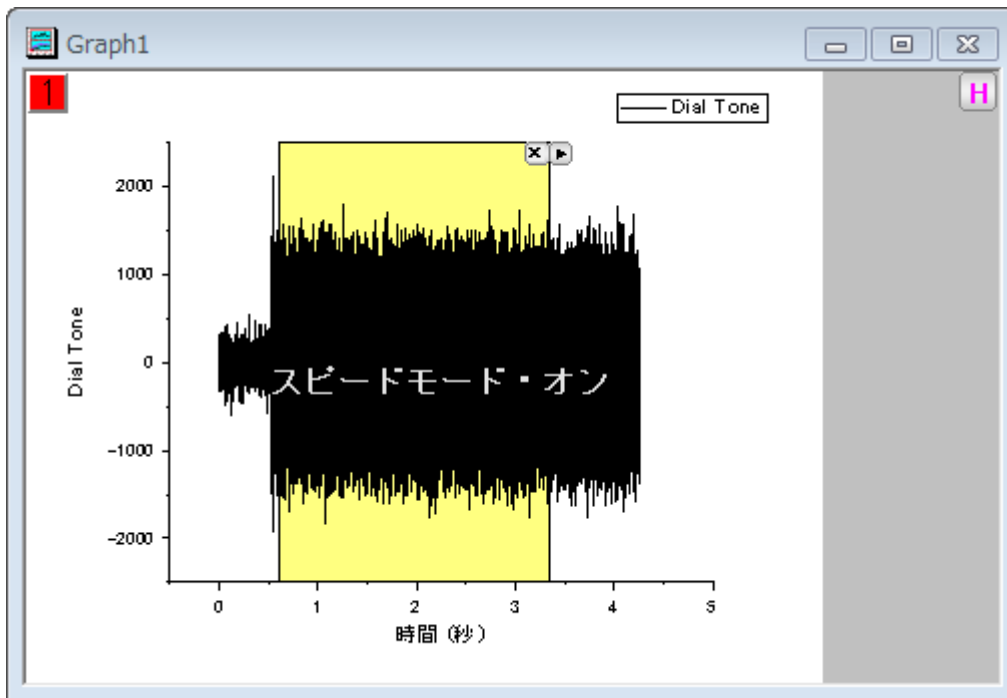 Graph1
1
H
Dial Tone
2000
1000
0
-1000
-2000
Dial Tone
スピードモード・オン
0 1 2 3 4 5
時間 (秒)